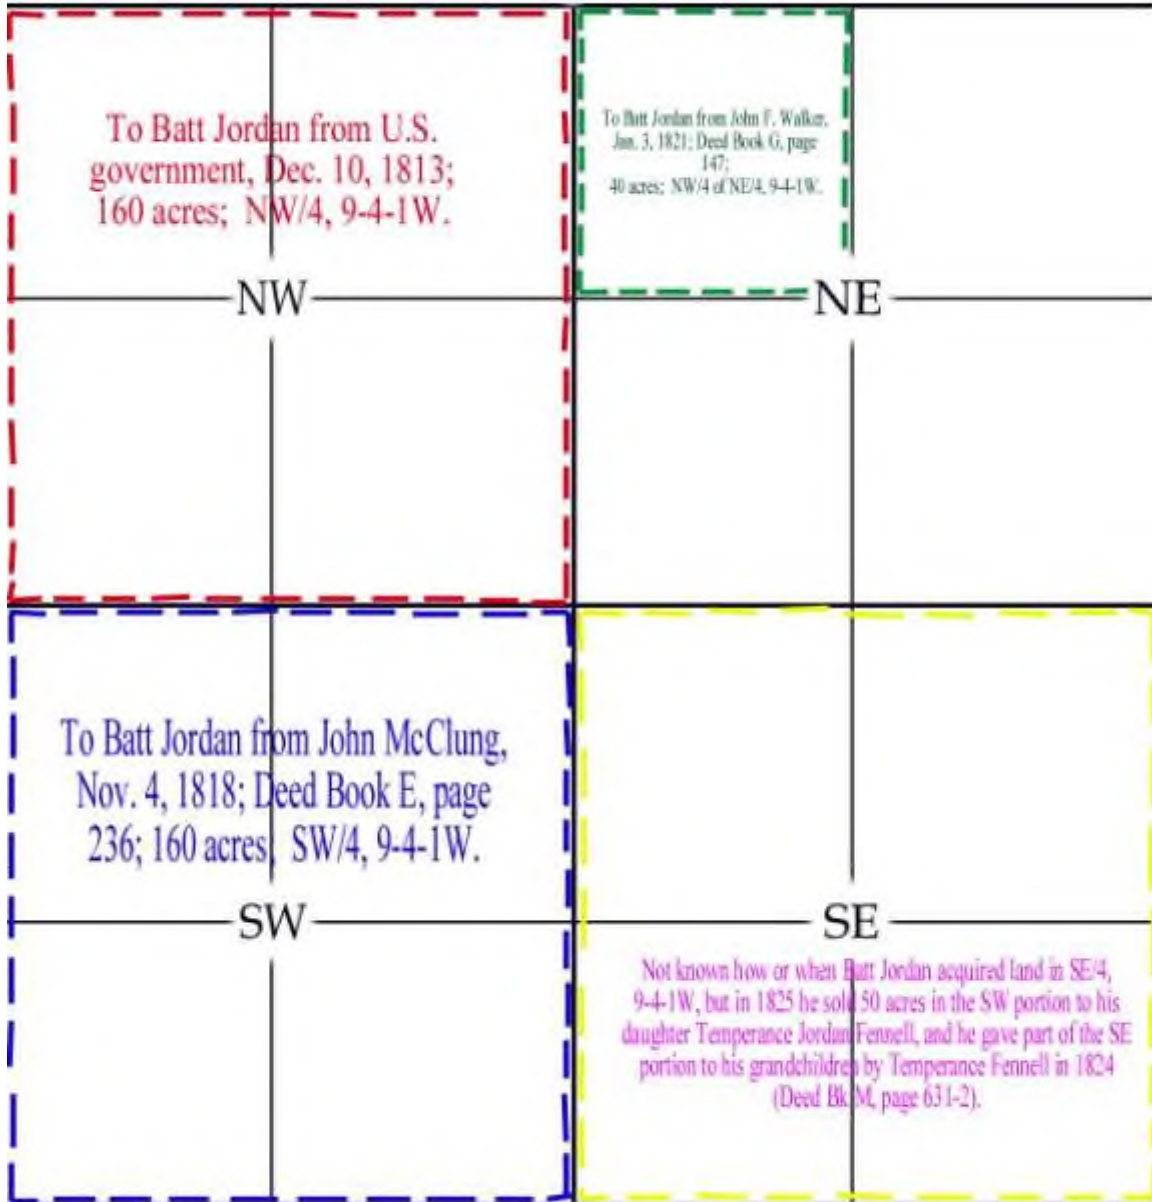 To Batt Jordan from U.S.
government, Dec. 10, 1813;
160 acres; NW/4, 9-4-1W.
NW
To Batt Jordan from John F. Walker,
Jan. 3, 1821; Deed Book G, page
147;
40 acres; NW/4 of NE/4, 9-4-1W.
NE
To Batt Jordan from John McClung,
Nov. 4, 1818; Deed Book E, page
236; 160 acres; SW/4, 9-4-1W.
SW
SE
Not known how or when Batt Jordan acquired land in SE/4,
9-4-1W, but in 1825 he sold 50 acres in the SW portion to his
daughter Temperance Jordan Fennell, and he gave part of the SE
portion to his grandchildren by Temperance Fennell in 1824
(Deed Bk M, page 631-2).